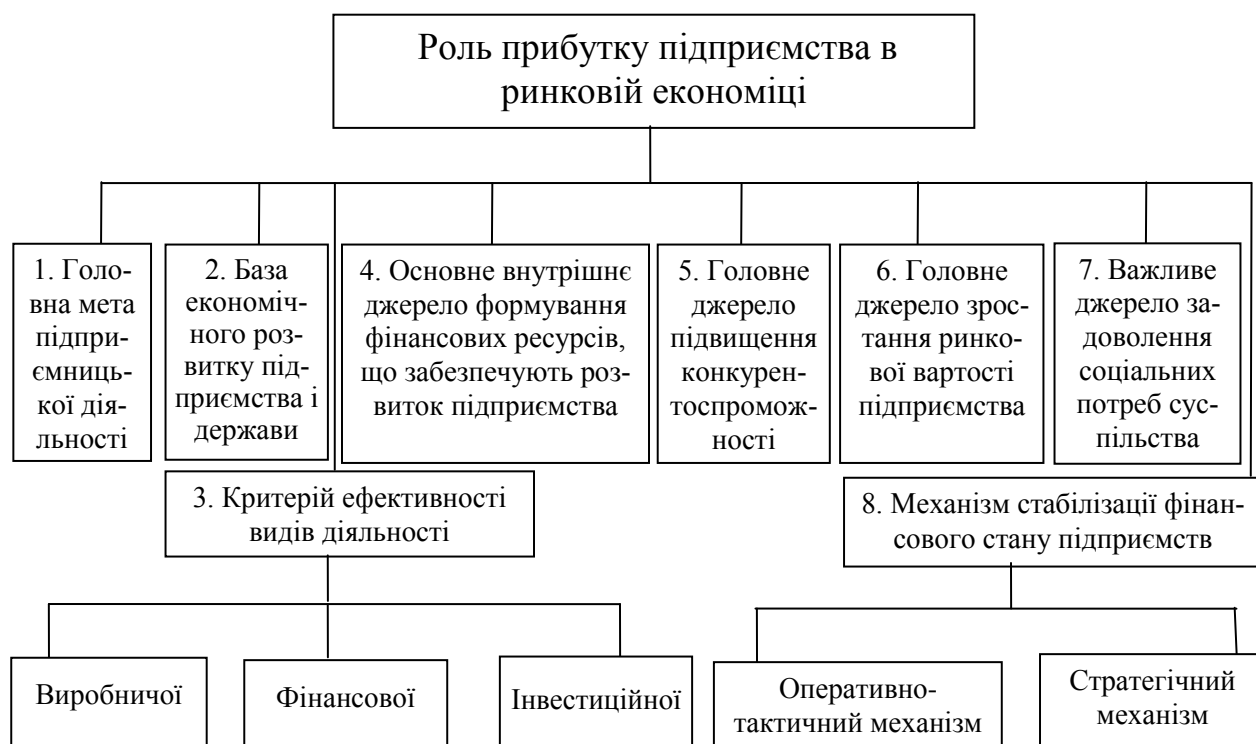 Роль прибутку підприємства в
ринковій економіці
1. Голо-
вна мета
підпри-
ємниць-
кої дія-
льності
2. База
економіч-
ного роз-
витку під-
приємства і
держави
4. Основне внутрішнє
джерело формування
фінансових ресурсів,
що забезпечують роз-
виток підприємства
5. Головне
джерело
підвищення
конкурен-
тоспромож-
ності
6. Головне
джерело зрос-
тання ринко-
вої вартості
підприємства
7. Важливе
джерело за-
доволення
соціальних
потреб сус-
пільства
3. Критерій ефективності
видів діяльності
8. Механізм стабілізації фінан-
сового стану підприємств
Виробничої
Фінансової
Інвестиційної
Оперативно-
тактичний механізм
Стратегічний
механізм